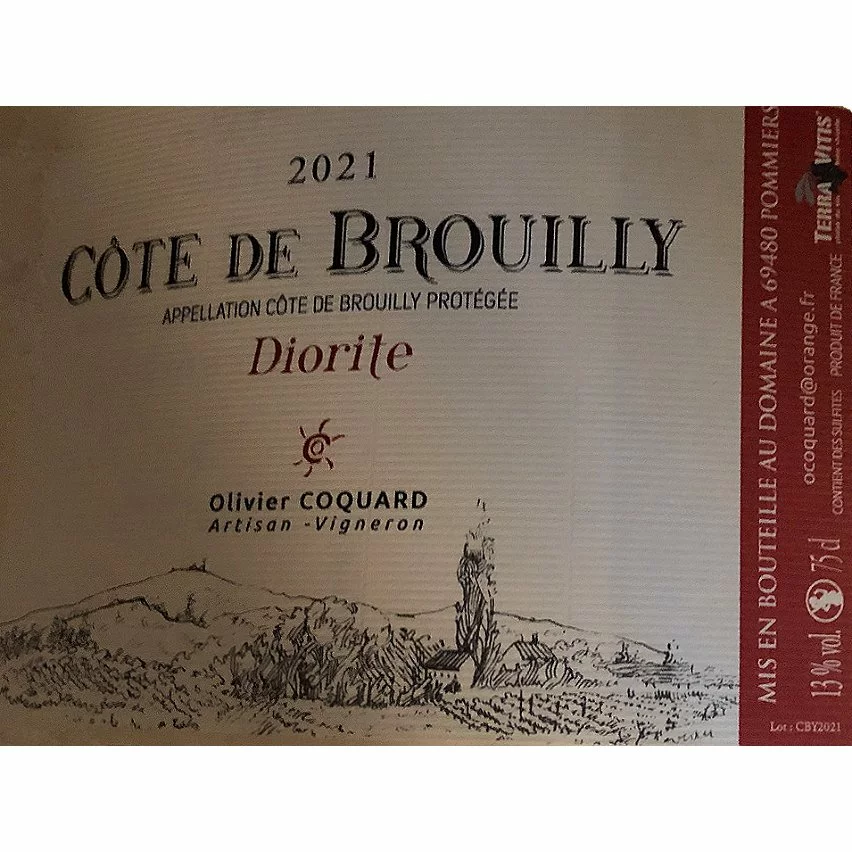 2021
CÔTE DE BROUILLY
APPELLATION CÔTE DE BROUILLY PROTÉGÉE
Diorite
Olivier COQUARD
Artisan -Vigneron
MIS EN BOUTEILLE AU DOMAINE A 69480 POMMIERS
ocoquard@orange.fr
TERRA VITIS
CONTIENT DES SULFITES PRODUIT DE FRANCE
13 % vol. 75 cl
Lot : CBY2021